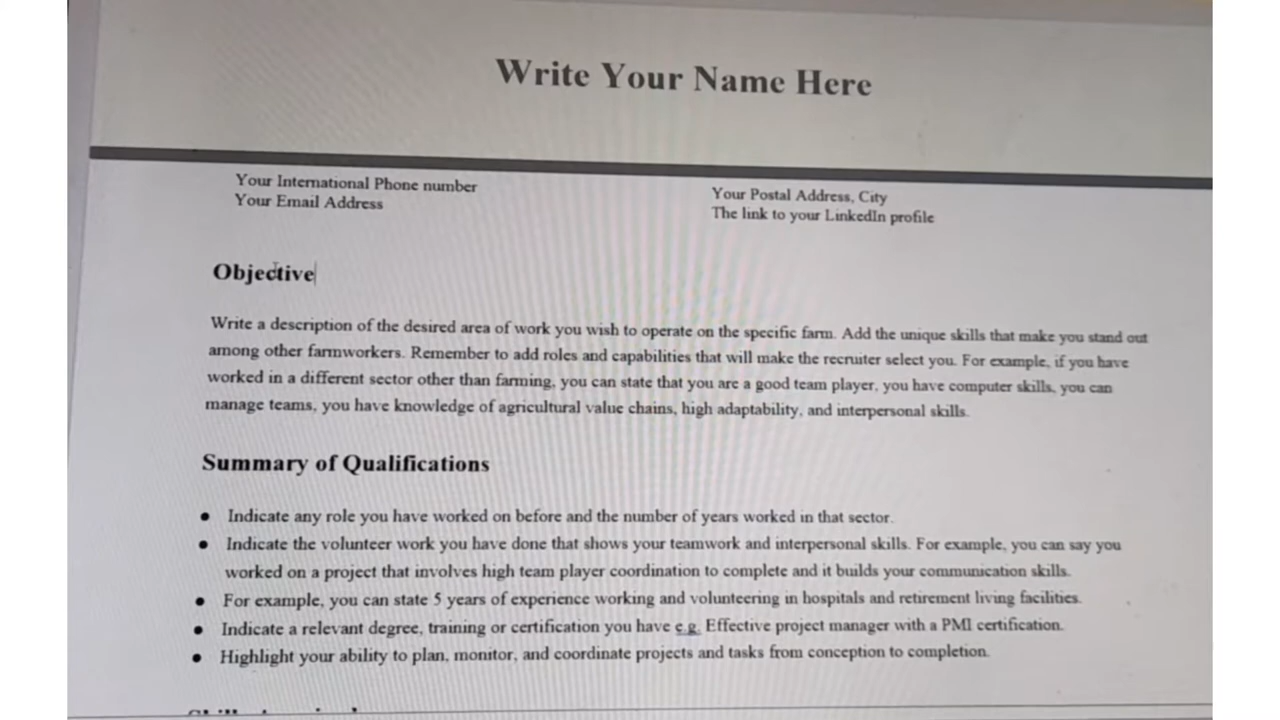 Write Your Name Here
Your International Phone number
Your Email Address
Your Postal Address, City
The link to your LinkedIn profile
Objective
Write a description of the desired area of work you wish to operate on the specific farm. Add the unique skills that make you stand out
among other farmworkers. Remember to add roles and capabilities that will make the recruiter select you. For example, if you have
worked in a different sector other than farming, you can state that you are a good team player, you have computer skills, you can
manage teams, you have knowledge of agricultural value chains, high adaptability, and interpersonal skills.
Summary of Qualifications
● Indicate any role you have worked on before and the number of years worked in that sector.
● Indicate the volunteer work you have done that shows your teamwork and interpersonal skills. For example, you can say you
worked on a project that involves high team player coordination to complete and it builds your communication skills.
● For example, you can state 5 years of experience working and volunteering in hospitals and retirement living facilities.
● Indicate a relevant degree, training or certification you have e.g. Effective project manager with a PMI certification.
● Highlight your ability to plan, monitor, and coordinate projects and tasks from conception to completion.